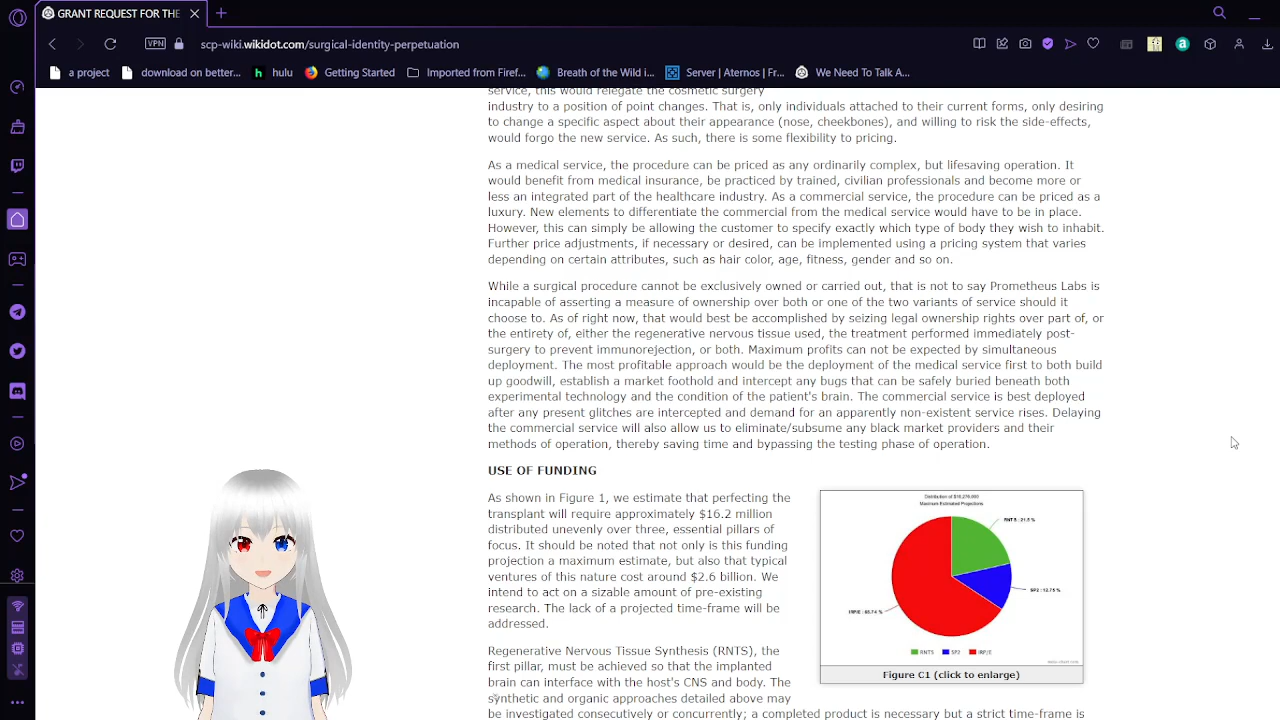 GRANT REQUEST FOR THE
VPN
scp-wiki.wikidot.com/surgical-identity-perpetuation
a project
download on better...
hulu
Getting Started
Imported from Firef...
Breath of the Wild i...
Server | Aternos | Fr...
We Need To Talk A...
service, this would relegate the cosmetic surgery
industry to a position of point changes. That is, only individuals attached to their current forms, only desiring
to change a specific aspect about their appearance (nose, cheekbones), and willing to risk the side-effects,
would forgo the new service. As such, there is some flexibility to pricing.
As a medical service, the procedure can be priced as any ordinarily complex, but lifesaving operation. It
would benefit from medical insurance, be practiced by trained, civilian professionals and become more or
less an integrated part of the healthcare industry. As a commercial service, the procedure can be priced as a
luxury. New elements to differentiate the commercial from the medical service would have to be in place.
However, this can simply be allowing the customer to specify exactly which type of body they wish to inhabit.
Further price adjustments, if necessary or desired, can be implemented using a pricing system that varies
depending on certain attributes, such as hair color, age, fitness, gender and so on.
While a surgical procedure cannot be exclusively owned or carried out, that is not to say Prometheus Labs is
incapable of asserting a measure of ownership over both or one of the two variants of service should it
choose to. As of right now, that would best be accomplished by seizing legal ownership rights over part of, or
the entirety of, either the regenerative nervous tissue used, the treatment performed immediately post-
surgery to prevent immunorejection, or both. Maximum profits can not be expected by simultaneous
deployment. The most profitable approach would be the deployment of the medical service first to both build
up goodwill, establish a market foothold and intercept any bugs that can be safely buried beneath both
experimental technology and the condition of the patient's brain. The commercial service is best deployed
after any present glitches are intercepted and demand for an apparently non-existent service rises. Delaying
the commercial service will also allow us to eliminate/subsume any black market providers and their
methods of operation, thereby saving time and bypassing the testing phase of operation.
USE OF FUNDING
As shown in Figure 1, we estimate that perfecting the
transplant will require approximately $16.2 million
distributed unevenly over three, essential pillars of
focus. It should be noted that not only is this funding
projection a maximum estimate, but also that typical
ventures of this nature cost around $2.6 billion. We
intend to act on a sizable amount of pre-existing
research. The lack of a projected time-frame will be
addressed.
Regenerative Nervous Tissue Synthesis (RNTS), the
first pillar, must be achieved so that the implanted
brain can interface with the host's CNS and body. The
synthetic and organic approaches detailed above may
be investigated consecutively or concurrently; a completed product is necessary but a strict time-frame is
Maximum Estimated Projections
RNTS : 21.5 %
SP2 : 12.75 %
RNTS
SP2
IRF/E
Figure C1 (click to enlarge)